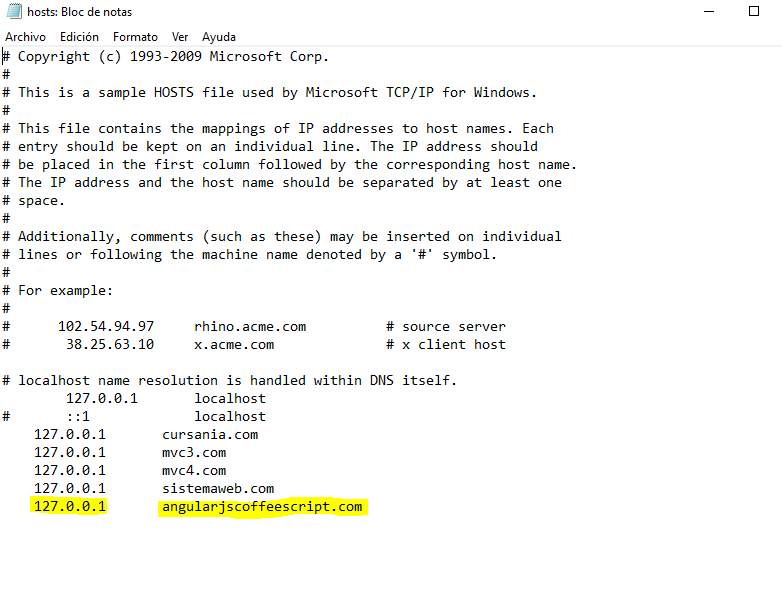 hosts: Bloc de notas
Archivo Edición Formato Ver Ayuda
# Copyright (c) 1993-2009 Microsoft Corp.
#
# This is a sample HOSTS file used by Microsoft TCP/IP for Windows.
#
# This file contains the mappings of IP addresses to host names. Each
# entry should be kept on an individual line. The IP address should
# be placed in the first column followed by the corresponding host name.
# The IP address and the host name should be separated by at least one
# space.
#
# Additionally, comments (such as these) may be inserted on individual
# lines or following the machine name denoted by a '#' symbol.
#
# For example:
#
#      102.54.94.97     rhino.acme.com          # source server
#       38.25.63.10     x.acme.com              # x client host

# localhost name resolution is handled within DNS itself.
        127.0.0.1       localhost
#       ::1             localhost
    127.0.0.1       cursania.com
    127.0.0.1       mvc3.com
    127.0.0.1       mvc4.com
    127.0.0.1       sistemaweb.com
    127.0.0.1       angularjscoffeescript.com